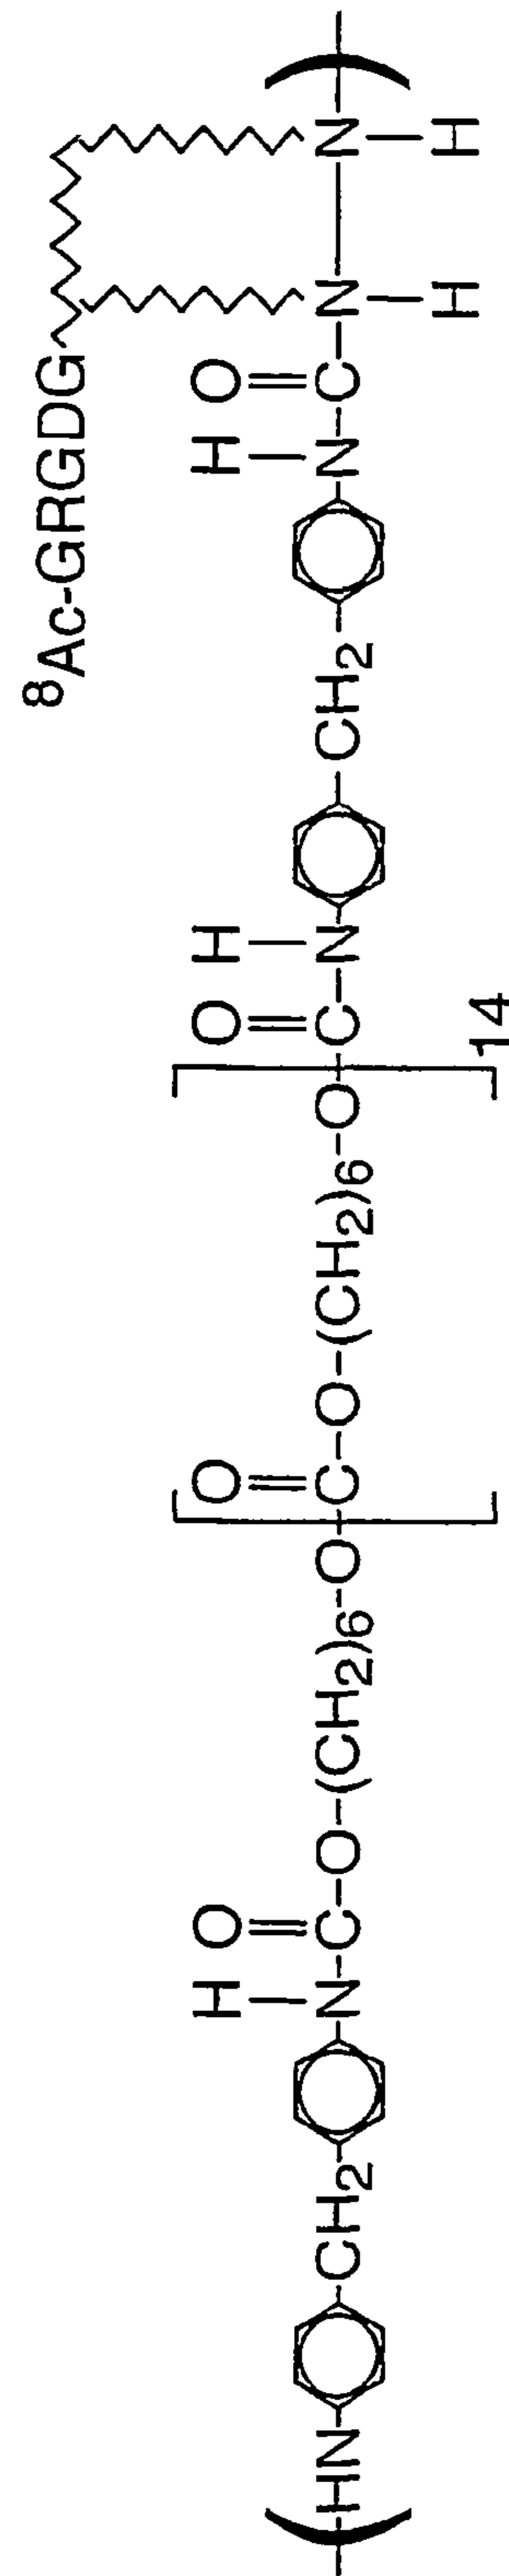 8Ac-GRGDG
H O H O
(HN-CH2-N-C-O-(CH2)6-O-[C-O-(CH2)6-O]14-C-N-CH2-N-C-N-N)
O O H H H